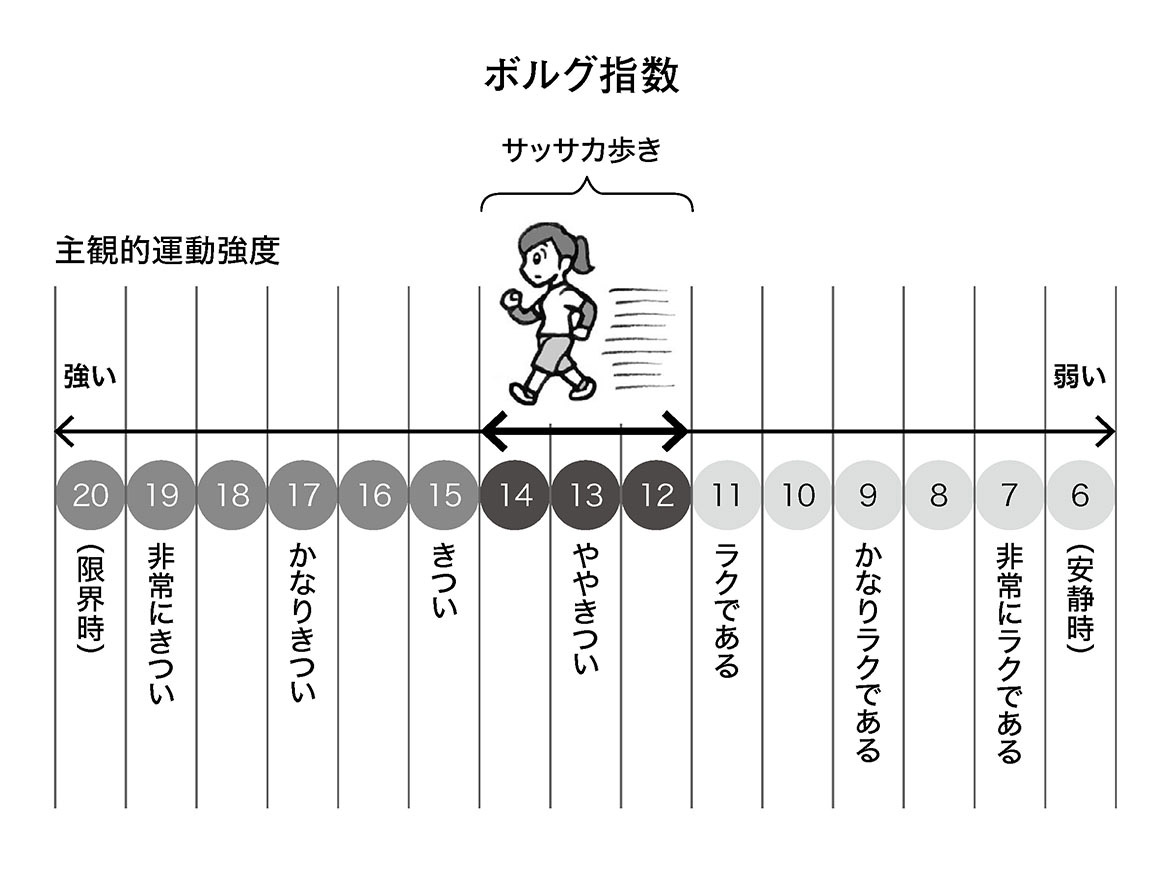 ボルグ指数
サッサカ歩き
主観的運動強度
強い
弱い
20
19
18
17
16
15
14
13
12
11
10
9
8
7
6
(限界時)
非常にきつい
かなりきつい
きつい
ややきつい
ラクである
かなりラクである
非常にラクである
(安静時)